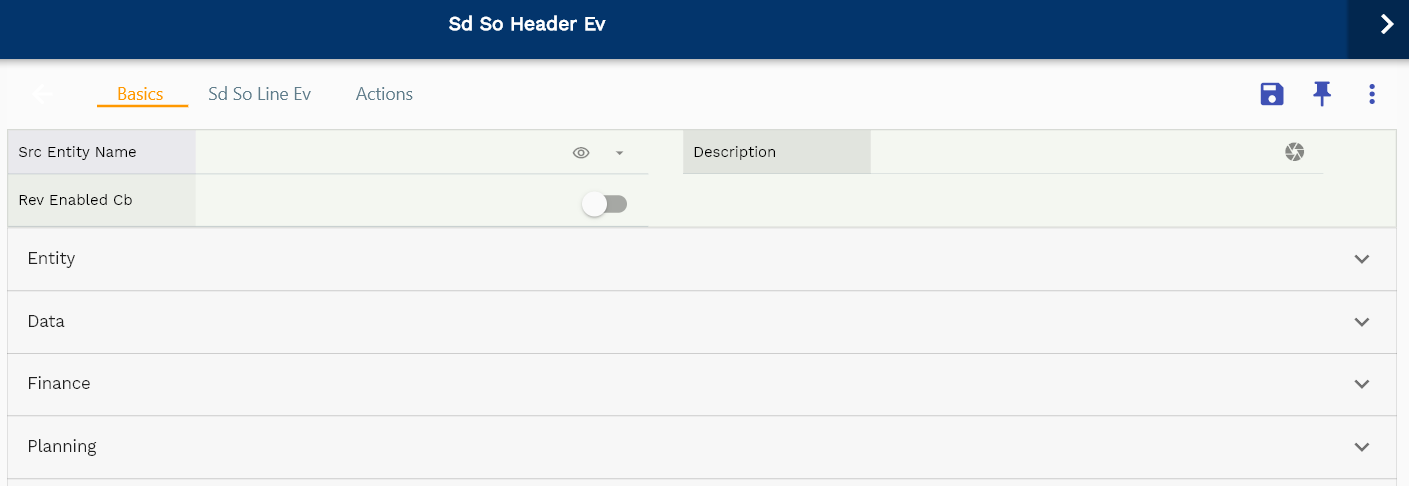 Sd So Header Ev
Basics Sd So Line Ev Actions
Src Entity Name Description
Rev Enabled Cb
Entity
Data
Finance
Planning